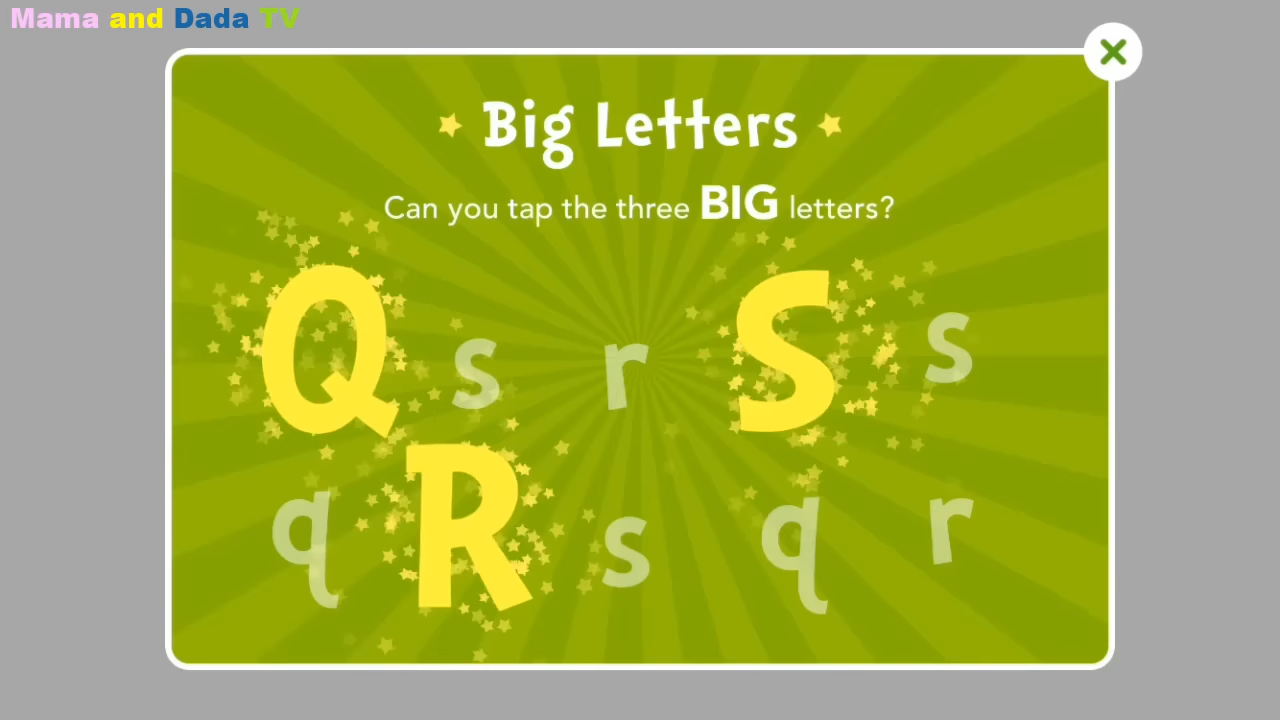 Mama and Dada TV
Big Letters
Can you tap the three BIG letters?
Q s r S s
q R s q r